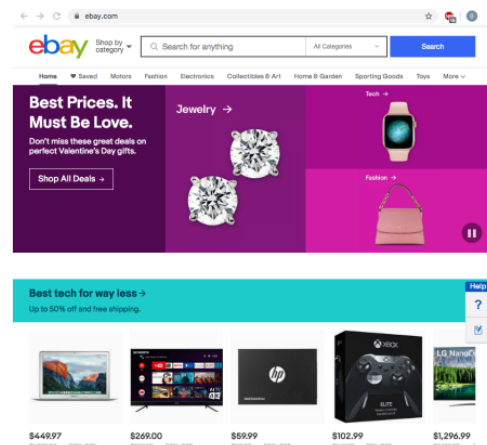 ebay.com
ebay
Shop by
category
Search for anything
All Categories
Search
Home
Saved
Motors
Fashion
Electronics
Collectibles & Art
Home & Garden
Sporting Goods
Toys
More
Best Prices. It
Must Be Love.
Don't miss these great deals on
perfect Valentine's Day gifts.
Shop All Deals →
Jewelry →
Tech →
Fashion →
Help
?
Best tech for way less →
Up to 50% off and free shipping.
hp
XBOX
ELITE
LG
$449.97
$269.00
$59.99
$102.99
$1,296.99